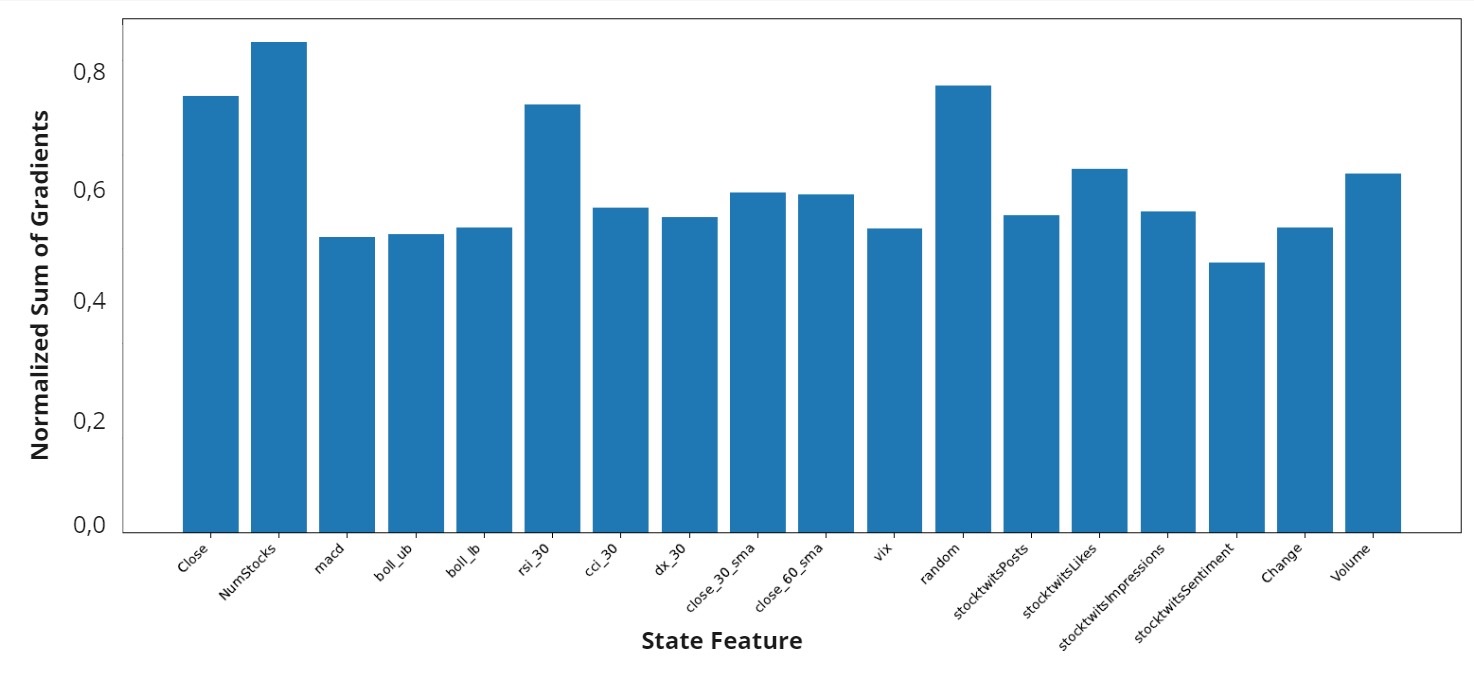 Normalized Sum of Gradients
0,8
0,6
0,4
0,2
0,0
Close
NumStocks
macd
boll_ub
boll_lb
rsi_30
cci_30
dx_30
close_30_sma
close_60_sma
vix
random
stocktwitsPosts
stocktwitsLikes
stocktwitsImpressions
stocktwitsSentiment
Change
Volume
State Feature